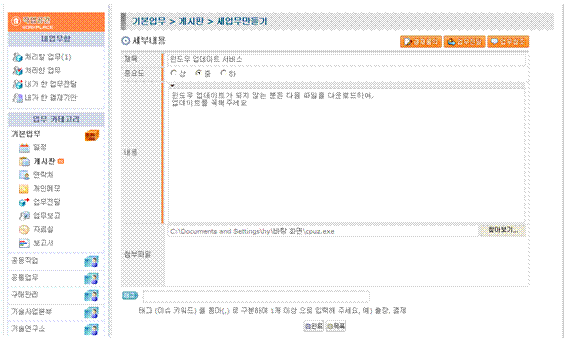 WORKPLACE
내업무함
처리할 업무(1)
처리한 업무
내가 한 업무전달
내가 한 결재기안
업무 카테고리
기본업무
일정
게시판
연락처
개인메모
업무전달
업무보고
자료실
보고서
공동작업
공통업무
구매관리
기술사업본부
기술연구소
기본업무 > 게시판 > 새업무만들기
세부내용
제목
윈도우 업데이트 서비스
중요도
상 중 하
내용
윈도우 업데이트가 되지 않는 분은 다음 파일을 다운로드하여,
업데이트를 꼭해 주세요
첨부파일
C:\Documents and Settings\hy\바탕 화면\cpuz.exe
찾아보기...
태그
태그 (이슈 키워드) 를 콤마(,) 로 구분하여 1개 이상 으로 입력해 주세요, 예) 출장, 결제
완료
목록